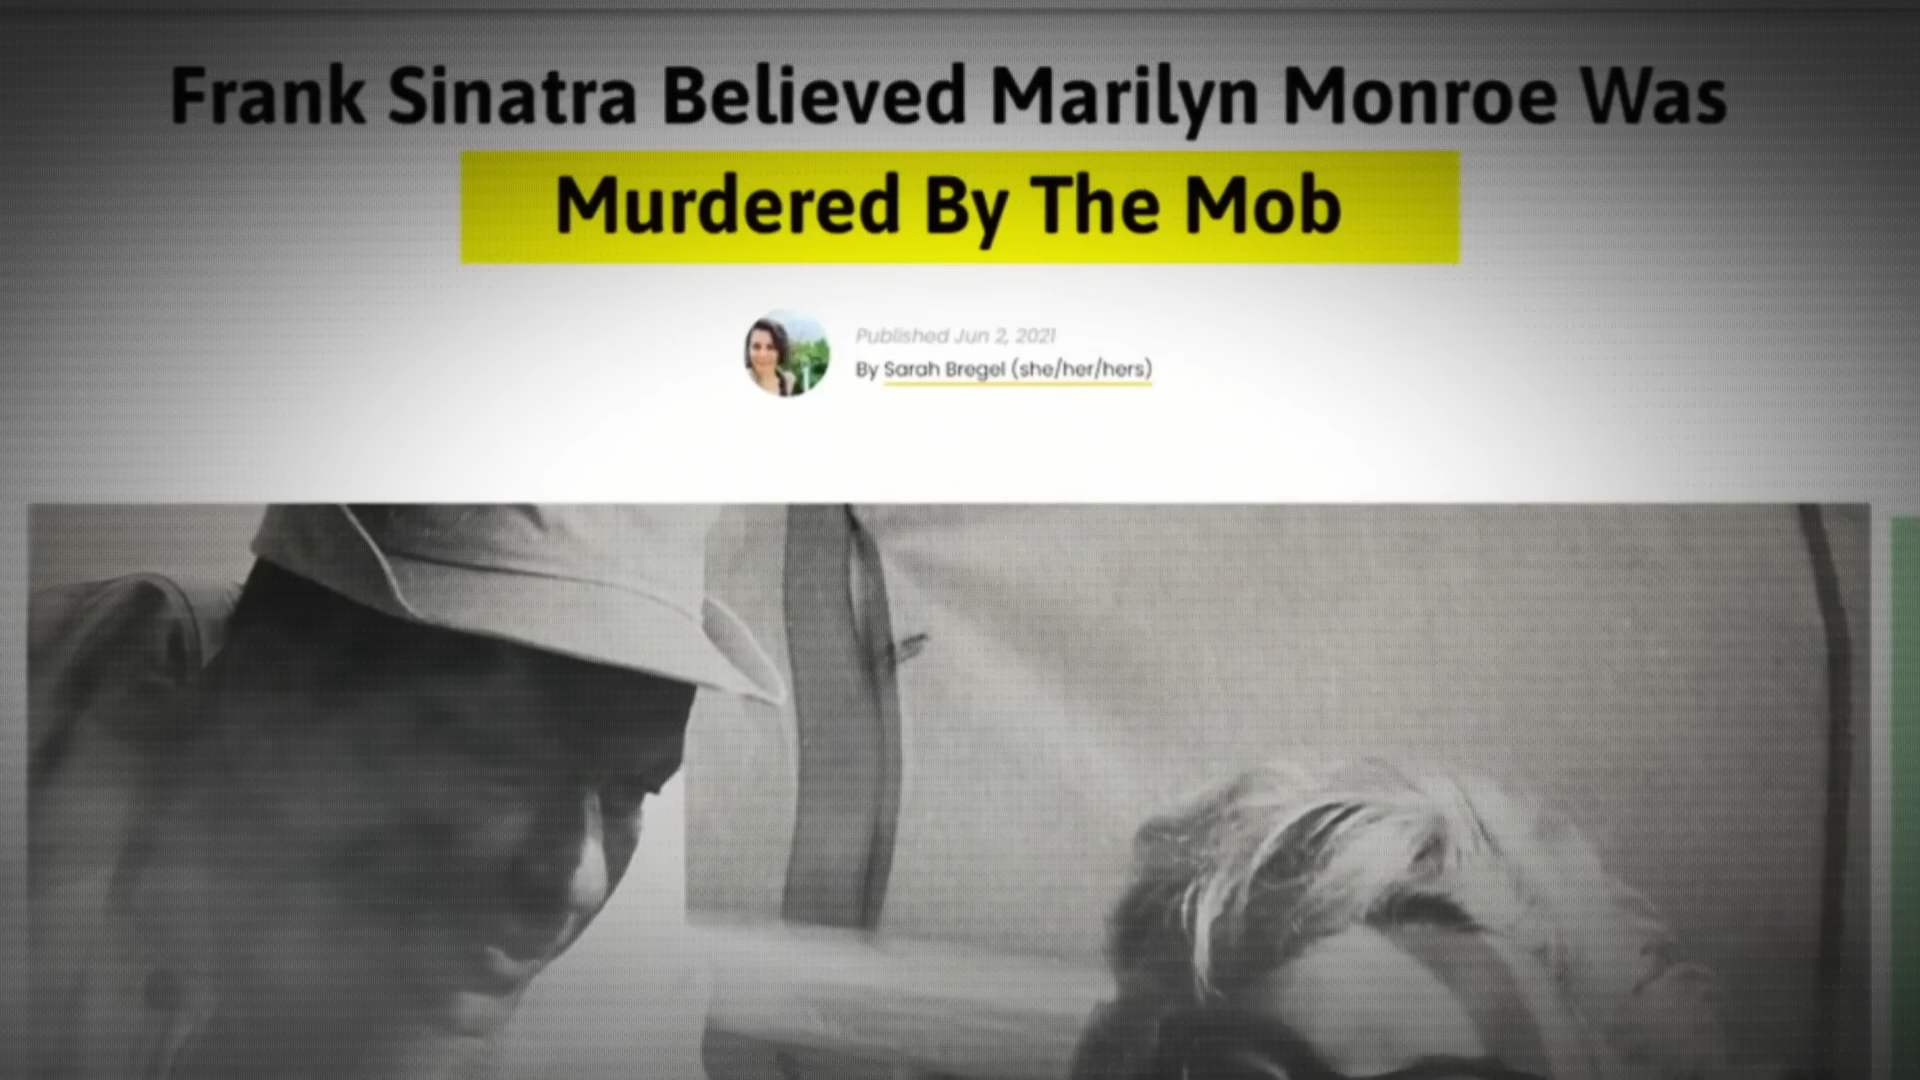 Frank Sinatra Believed Marilyn Monroe Was
Murdered By The Mob
Published Jun 2, 2021
By Sarah Bregel (she/her/hers)